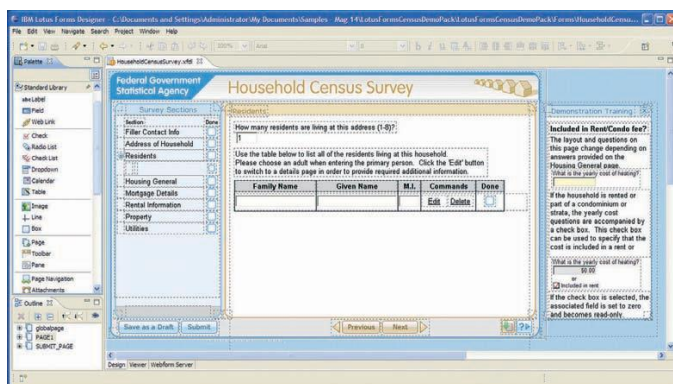 IBM Lotus Forms Designer - C:\Documents and Settings\Administrator\My Documents\Samples - Mag 14\LotusFormsCensusDemoPack\LotusFormsCensusDemoPack\Forms\HouseholdCenso...
File Edit View Navigate Search Project Window Help
Palette
HouseholdCensusSurvey.xfdl
Standard Library
Label
Field
Web Link
Check
Radio List
Check List
Dropdown
Calendar
Table
Image
Line
Box
Page
Toolbar
Pane
Page Navigation
Attachments
Outline
globalpage
PAGE1
SUBMIT_PAGE
Federal Government
Statistical Agency
Household Census Survey
Survey Sections
Section Done
Filler Contact Info
Address of Household
Residents
Housing General
Mortgage Details
Rental Information
Property
Utilities
Save as a Draft Submit
Residents
How many residents are living at this address (1-8)?
1
Use the table below to list all of the residents living at this household.
Please choose an adult when entering the primary person. Click the 'Edit' button
to switch to a details page in order to provide required additional information.
Family Name Given Name M.I. Commands Done
Edit Delete
Previous Next
Demonstration Training
Included in Rent/Condo fee?
The layout and questions on
this page change depending on
answers provided on the
Housing General page.
What is the yearly cost of heating?
If the household is rented or
part of a condominium or
strata, the yearly cost
questions are accompanied by
a check box. This check box
can be used to specify that the
cost is included in a rent or
What is the yearly cost of heating?
$0.00
or
Included in rent
If the check box is selected, the
associated field is set to zero
and becomes read-only.
Design Viewer Webform Server